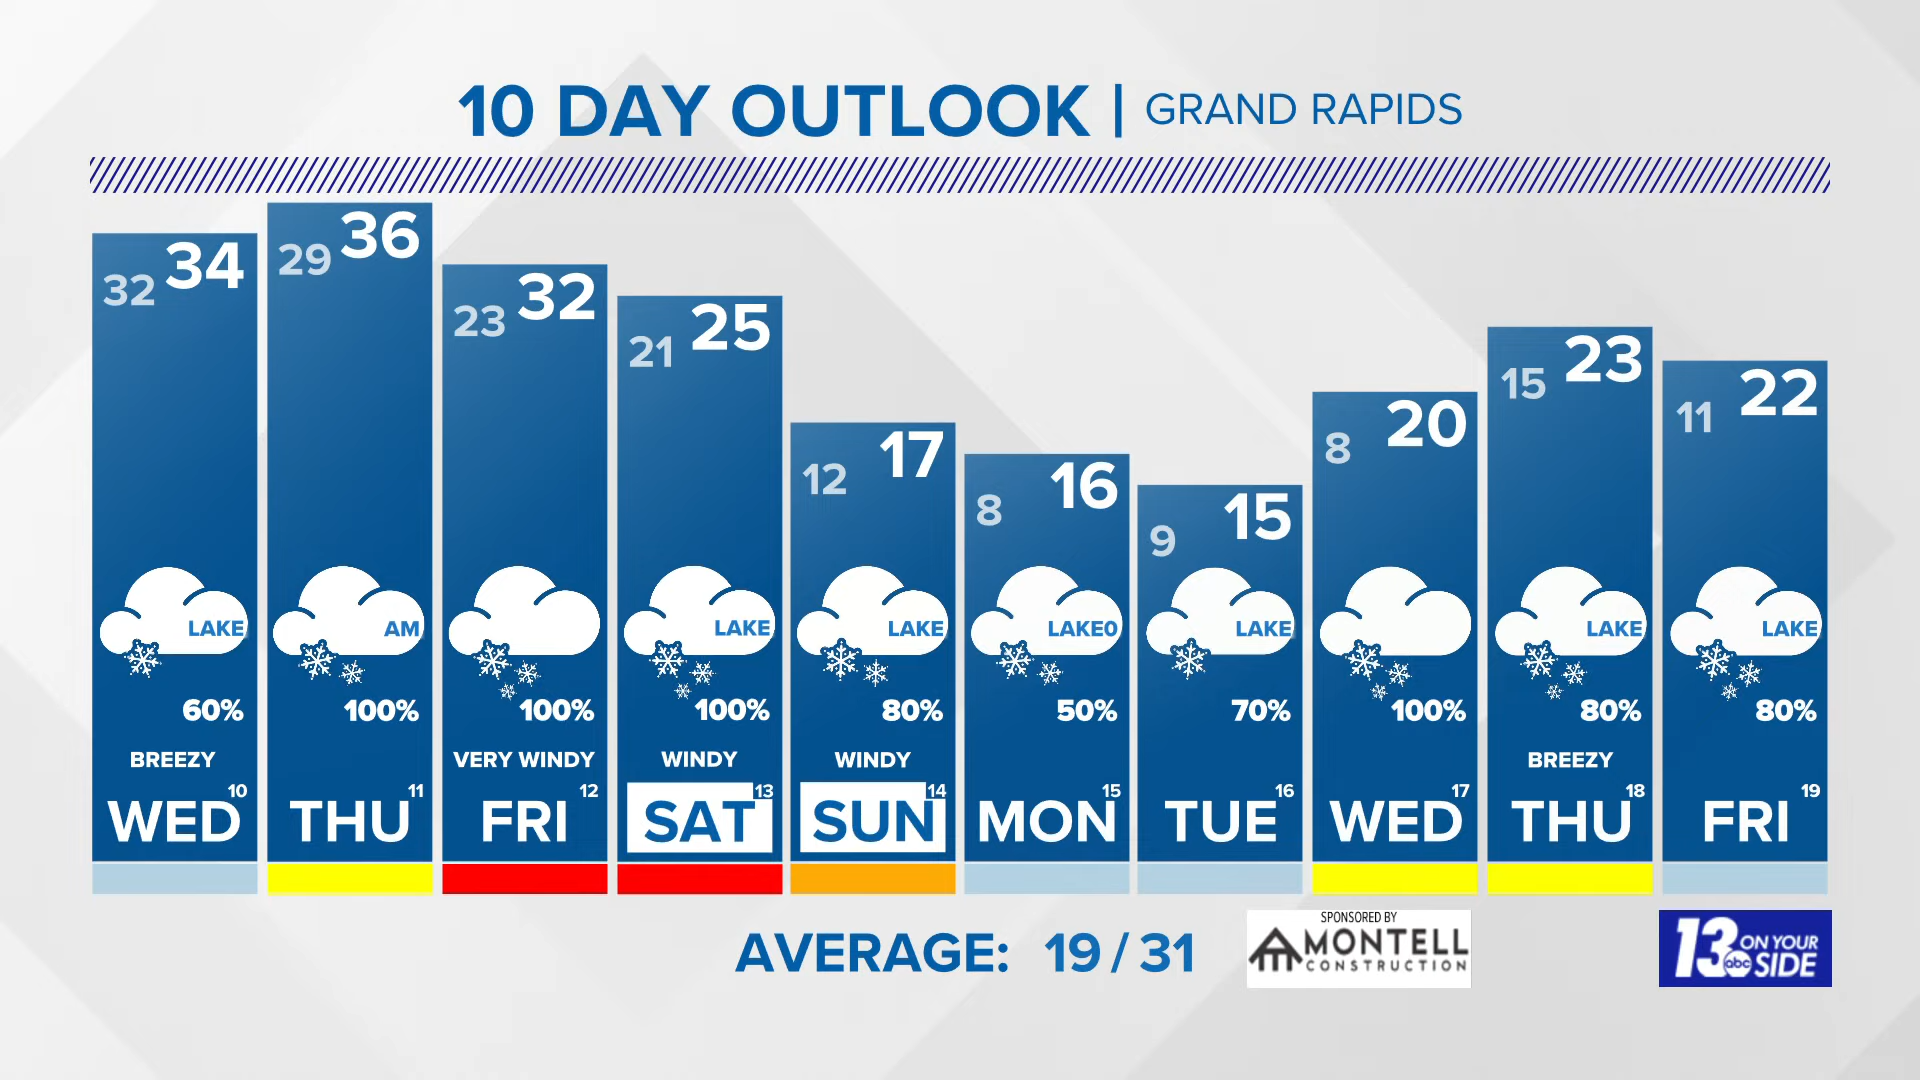 10 DAY OUTLOOK | GRAND RAPIDS
32 34
29 36
23 32
21 25
12 17
8 16
9 15
8 20
15 23
11 22
LAKE AM LAKE LAKE LAKE0 LAKE LAKE LAKE
60% 100% 100% 100% 80% 50% 70% 100% 80% 80%
BREEZY VERY WINDY WINDY WINDY BREEZY
WED 10 THU 11 FRI 12 SAT 13 SUN 14 MON 15 TUE 16 WED 17 THU 18 FRI 19
AVERAGE: 19 / 31
SPONSORED BY
MONTELL
CONSTRUCTION
13 ON YOUR
abc SIDE